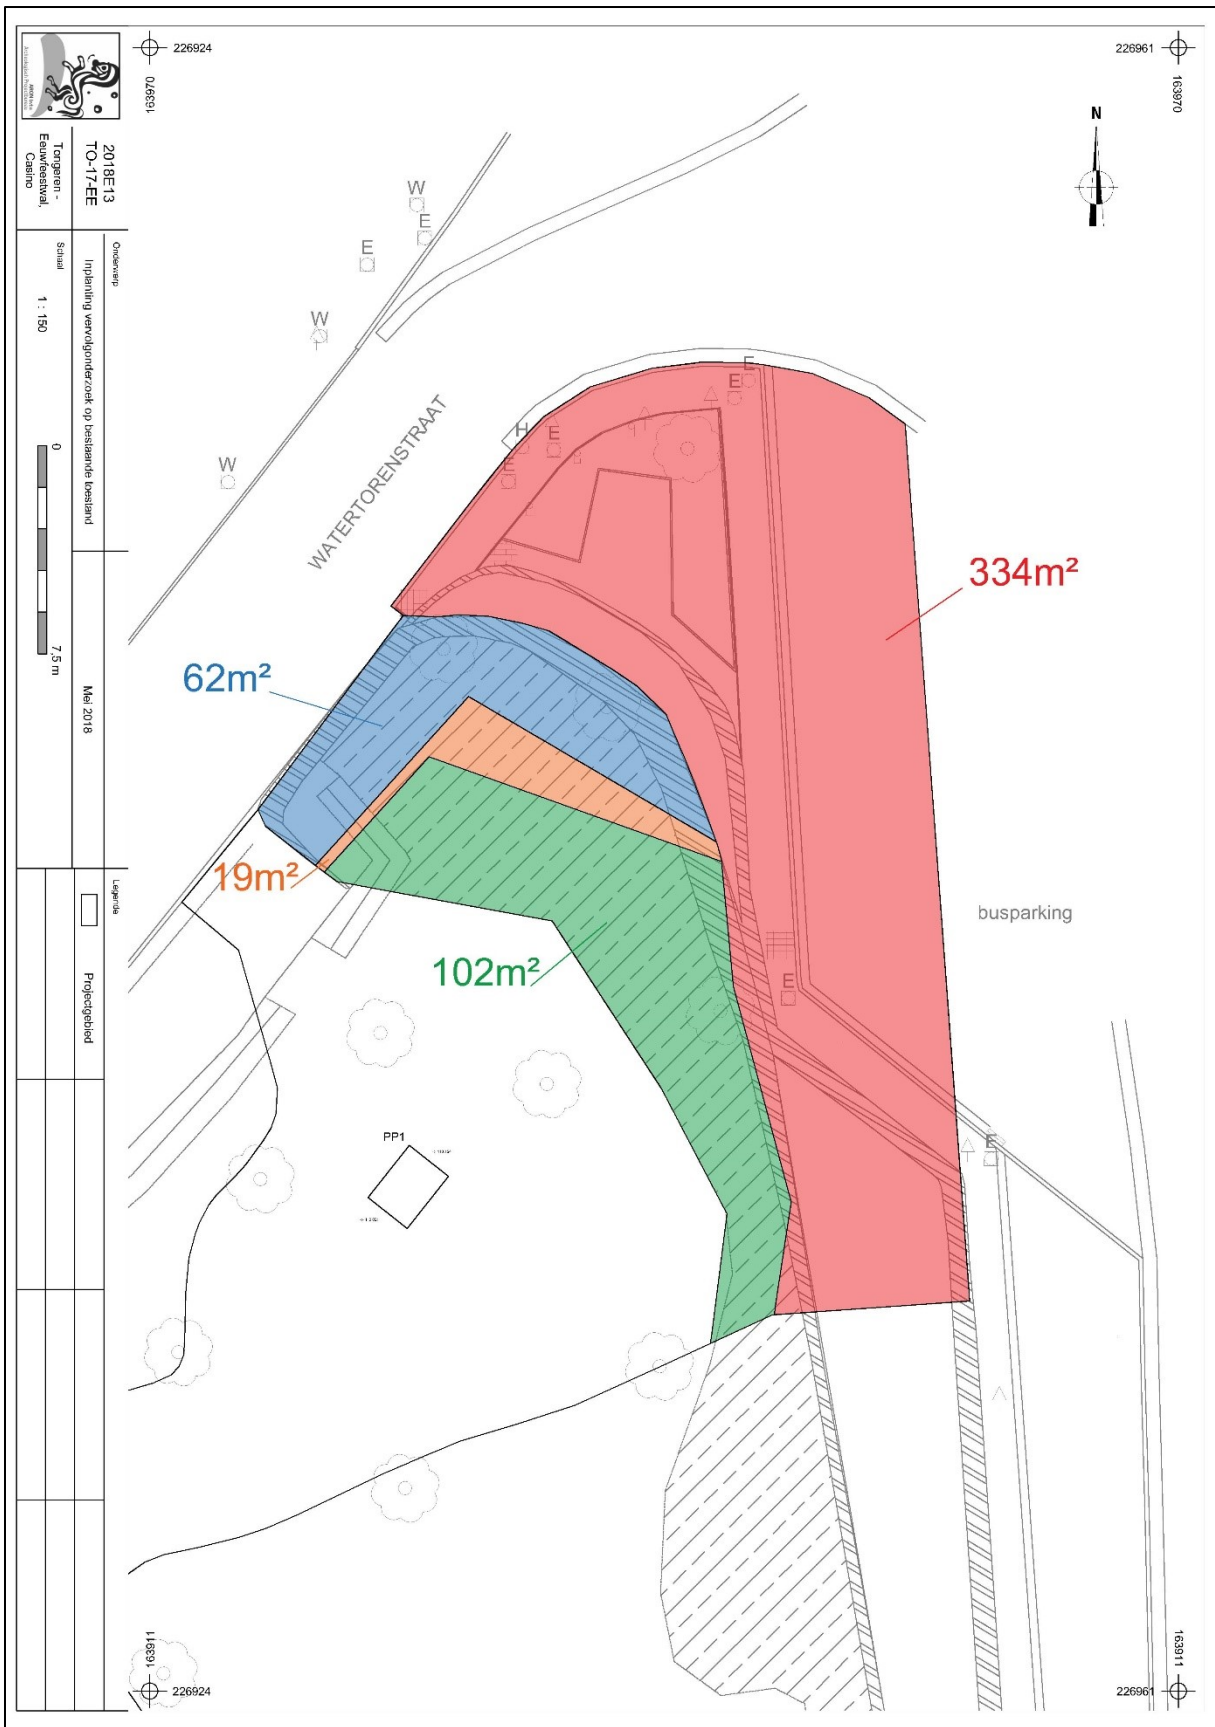 226924
163970
226961
163970
N
2018E13
TO-17-EE
Tongeren -
Eeuwfeestwal,
Casino
Onderwerp
Inplanting vervolgonderzoek op bestaande toestand
Schaal
1 : 150
0
7,5 m
Mei 2018
Legende
Projectgebied
W
E
E
W
W
WATERTORENSTRAAT
E
E
H
E
E
334m²
62m²
19m²
102m²
busparking
E
E
PP1
163911
226924
163911
226961